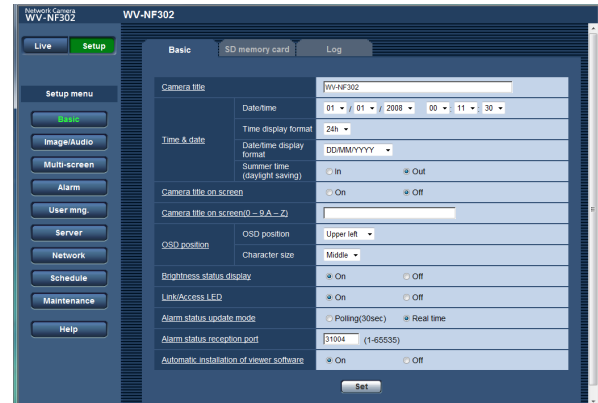 Network Camera
WV-NF302
WV-NF302
Live Setup
Basic SD memory card Log
Setup menu
Basic
Image/Audio
Multi-screen
Alarm
User mng.
Server
Network
Schedule
Maintenance
Help
Camera title WV-NF302
Time & date
Date/time 01 / 01 / 2008 00 : 11 : 30
Time display format 24h
Date/time display
format DD/MM/YYYY
Summer time
(daylight saving) In Out
Camera title on screen On Off
Camera title on screen(0 – 9,A – Z)
OSD position
OSD position Upper left
Character size Middle
Brightness status display On Off
Link/Access LED On Off
Alarm status update mode Polling(30sec) Real time
Alarm status reception port 31004 (1-65535)
Automatic installation of viewer software On Off
Set